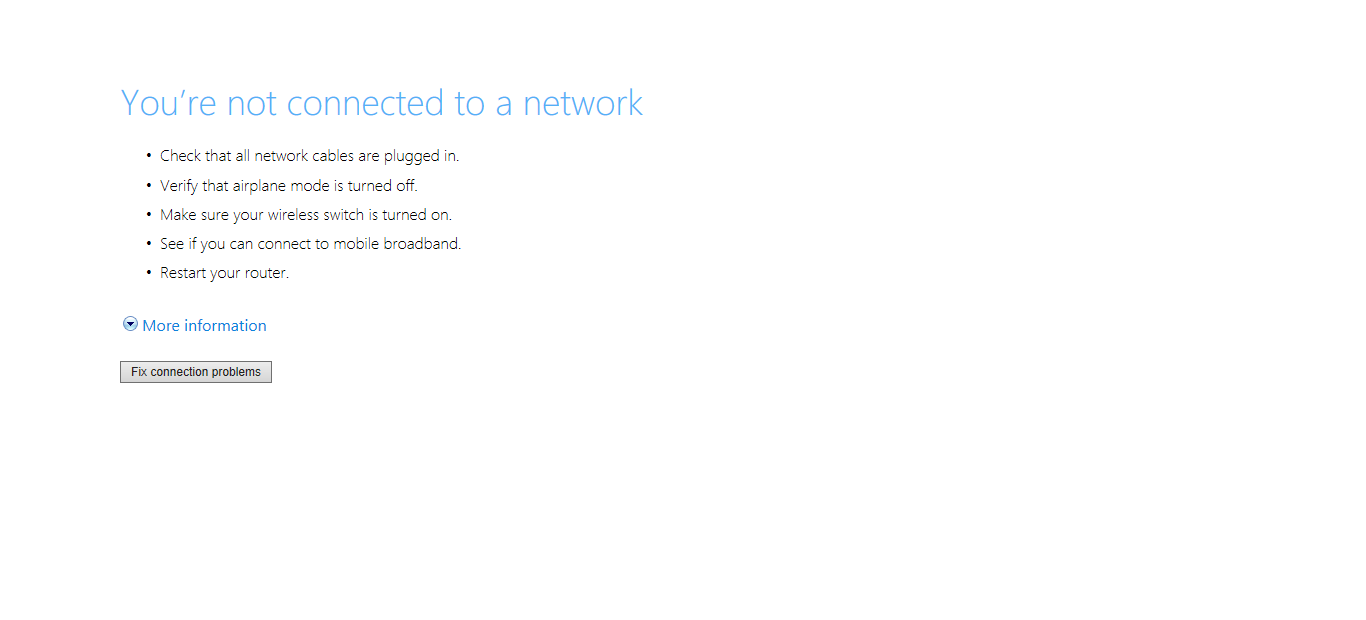 You’re not connected to a network
• Check that all network cables are plugged in.
• Verify that airplane mode is turned off.
• Make sure your wireless switch is turned on.
• See if you can connect to mobile broadband.
• Restart your router.
More information
Fix connection problems